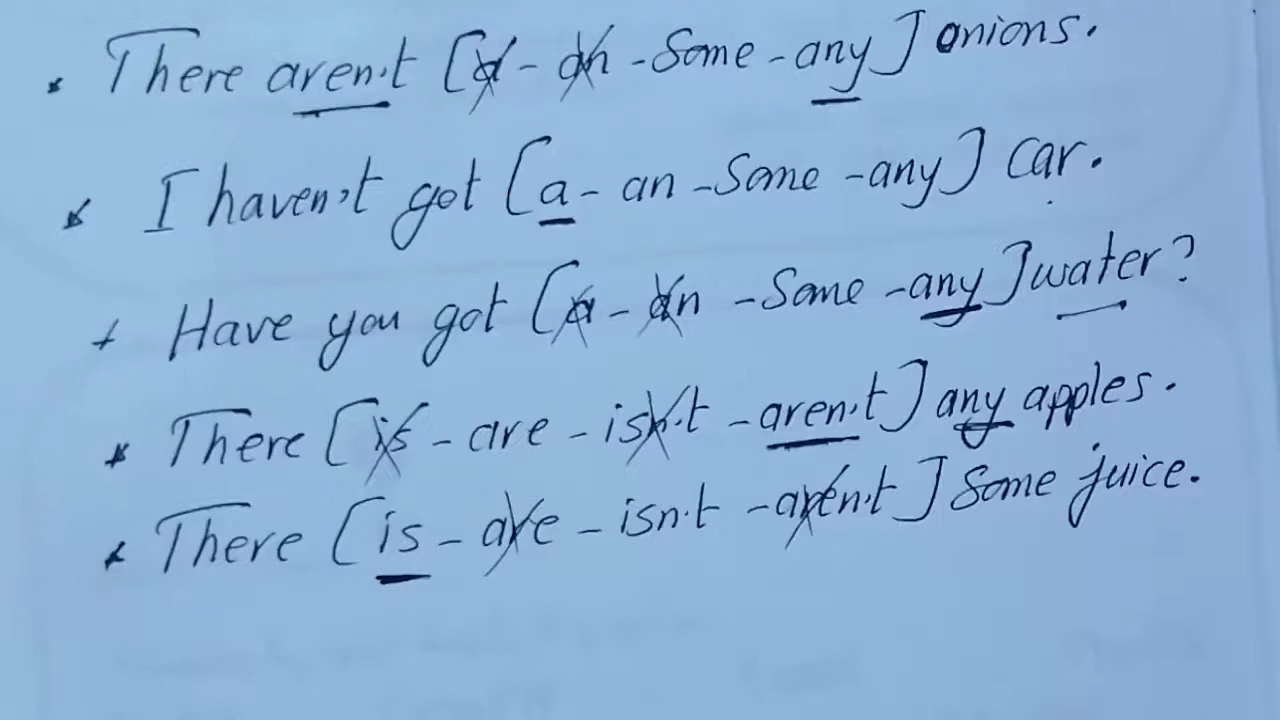 There aren't [a - an - Some - any] onions.
I haven't got [a - an - Some - any] Car.
Have you got [a - an - Some - any] water?
There [is - are - isn't - aren't] any apples.
There [is - are - isn't - aren't] Some juice.